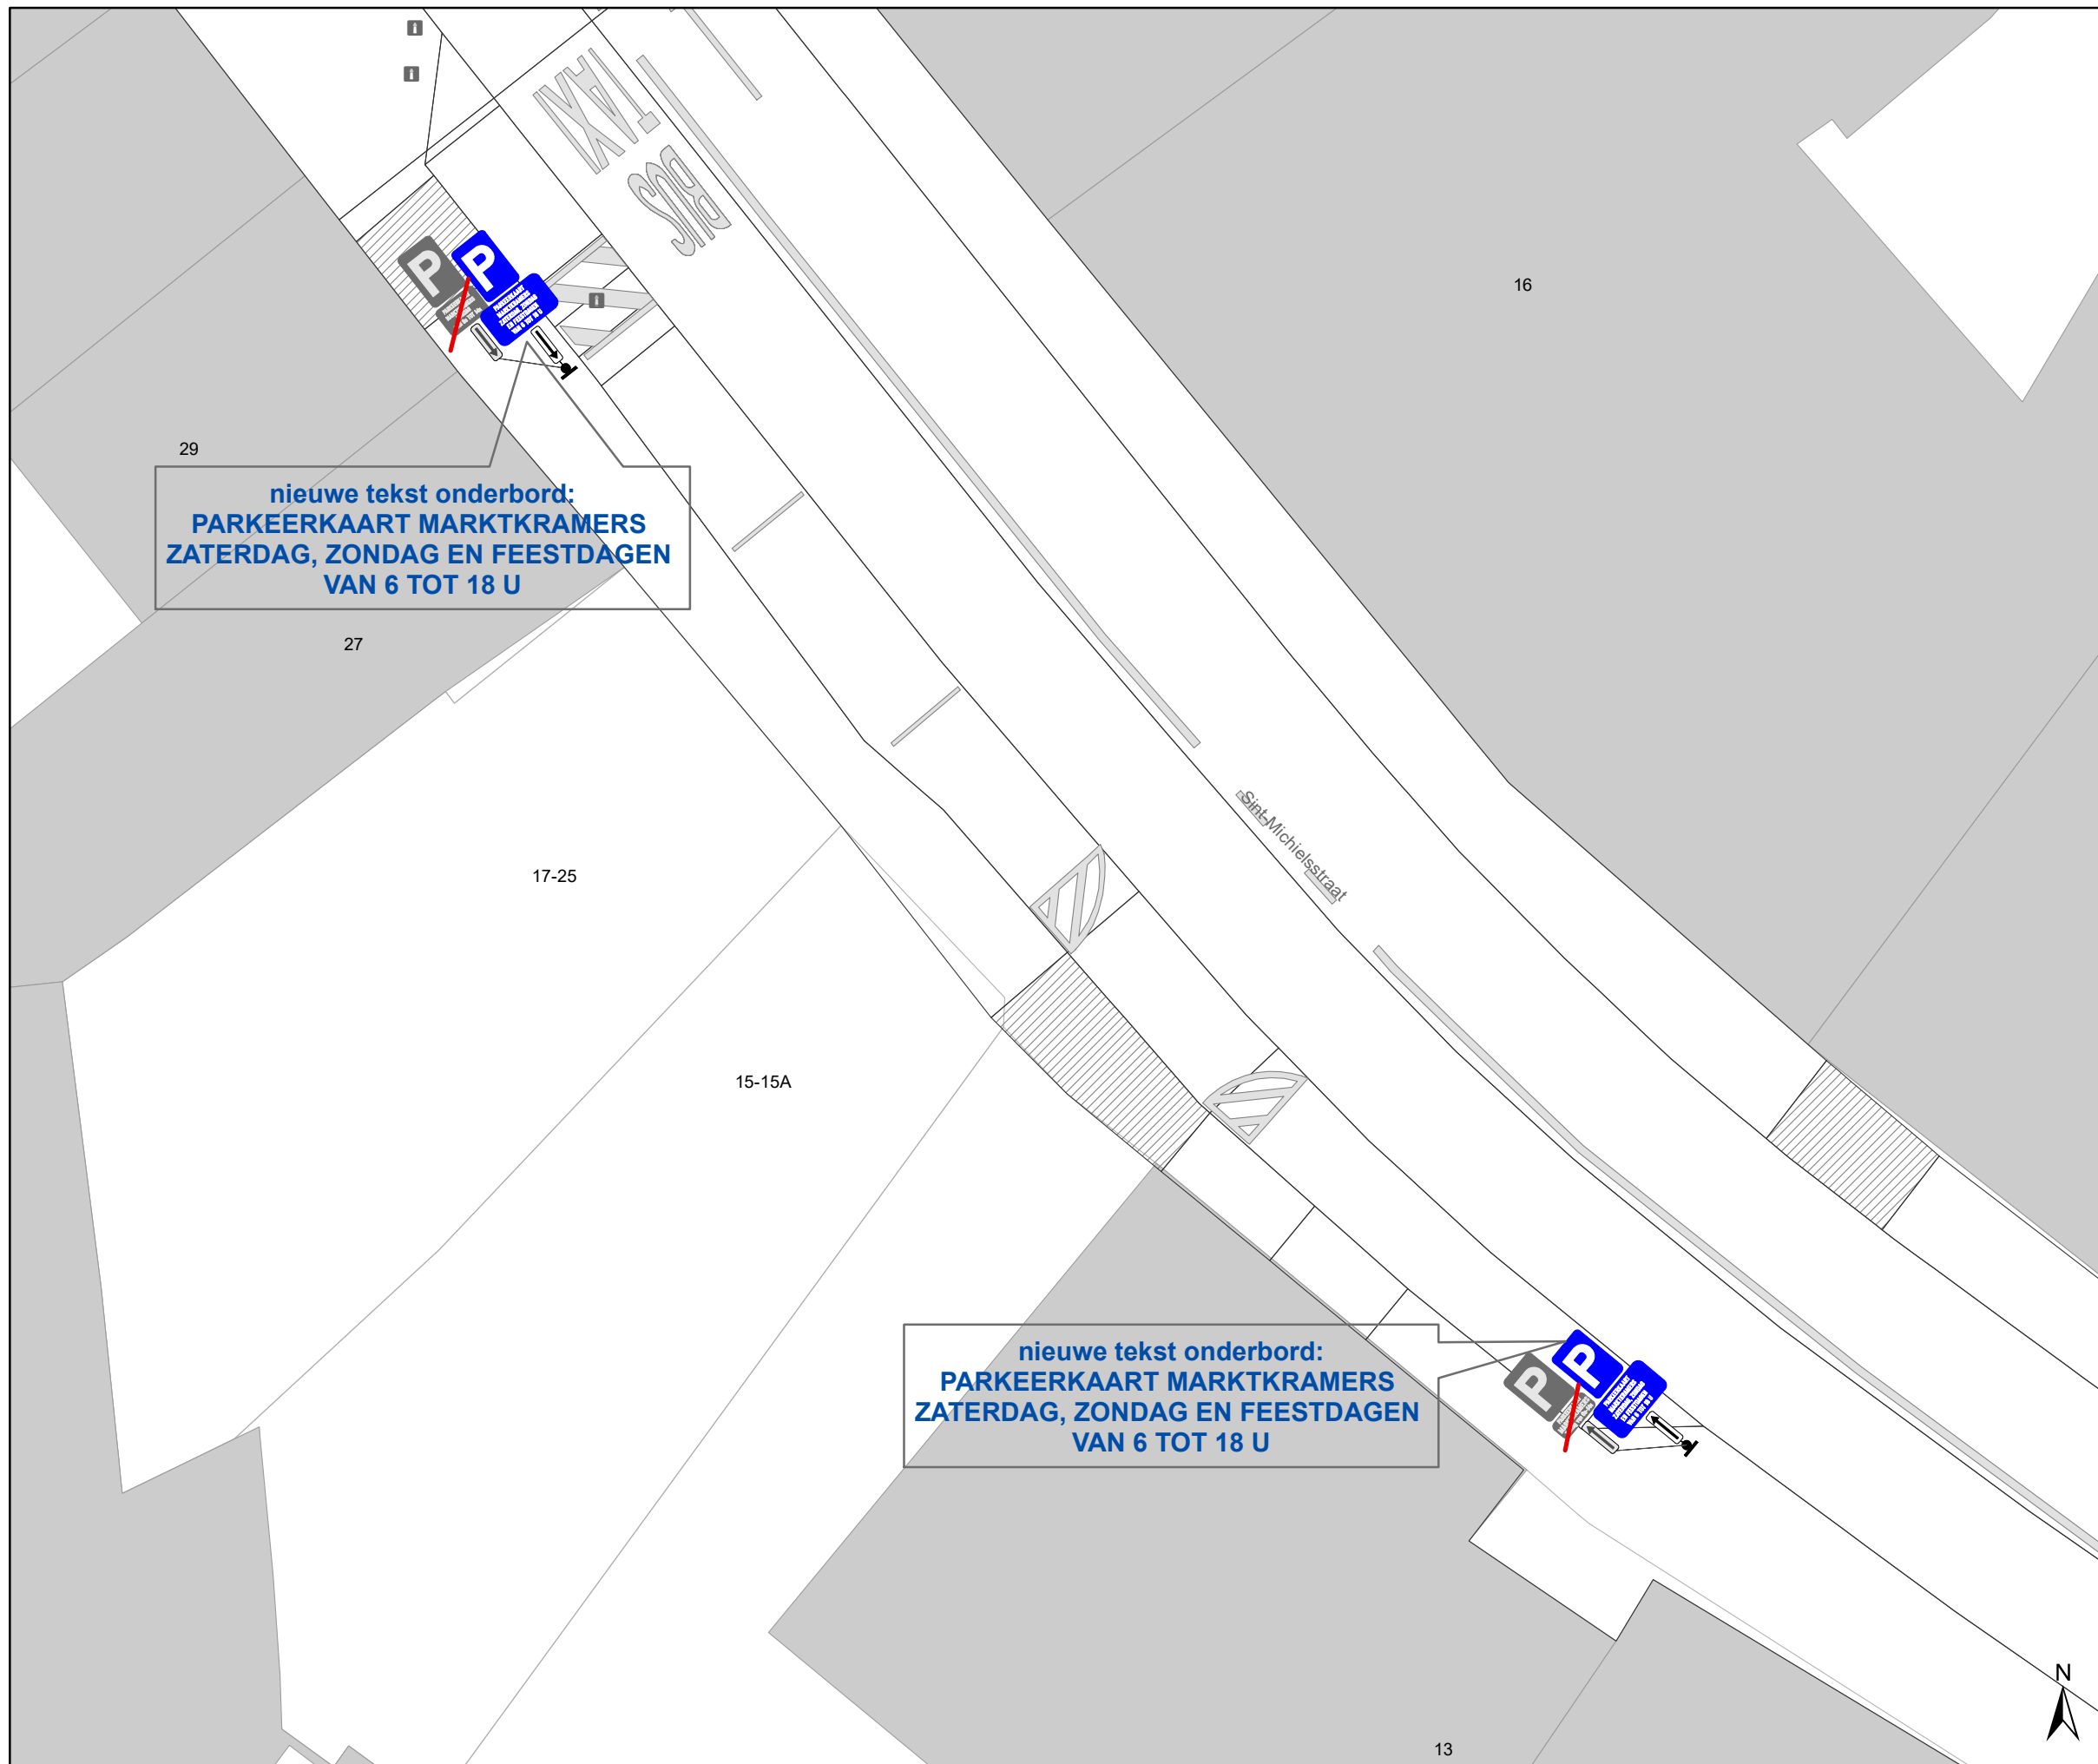 TAXI
BUS
16
P
P
29
nieuwe tekst onderbord:
PARKEERKAART MARKTKRAMERS
ZATERDAG, ZONDAG EN FEESTDAGEN
VAN 6 TOT 18 U
27
Sint-Michielsstraat
17-25
15-15A
nieuwe tekst onderbord:
PARKEERKAART MARKTKRAMERS
ZATERDAG, ZONDAG EN FEESTDAGEN
VAN 6 TOT 18 U
P
P
N
13